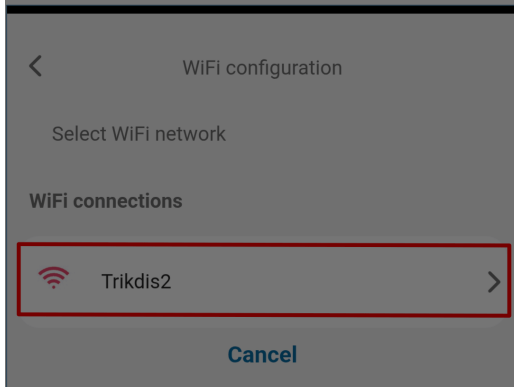 WiFi configuration
Select WiFi network
WiFi connections
Trikdis2
Cancel